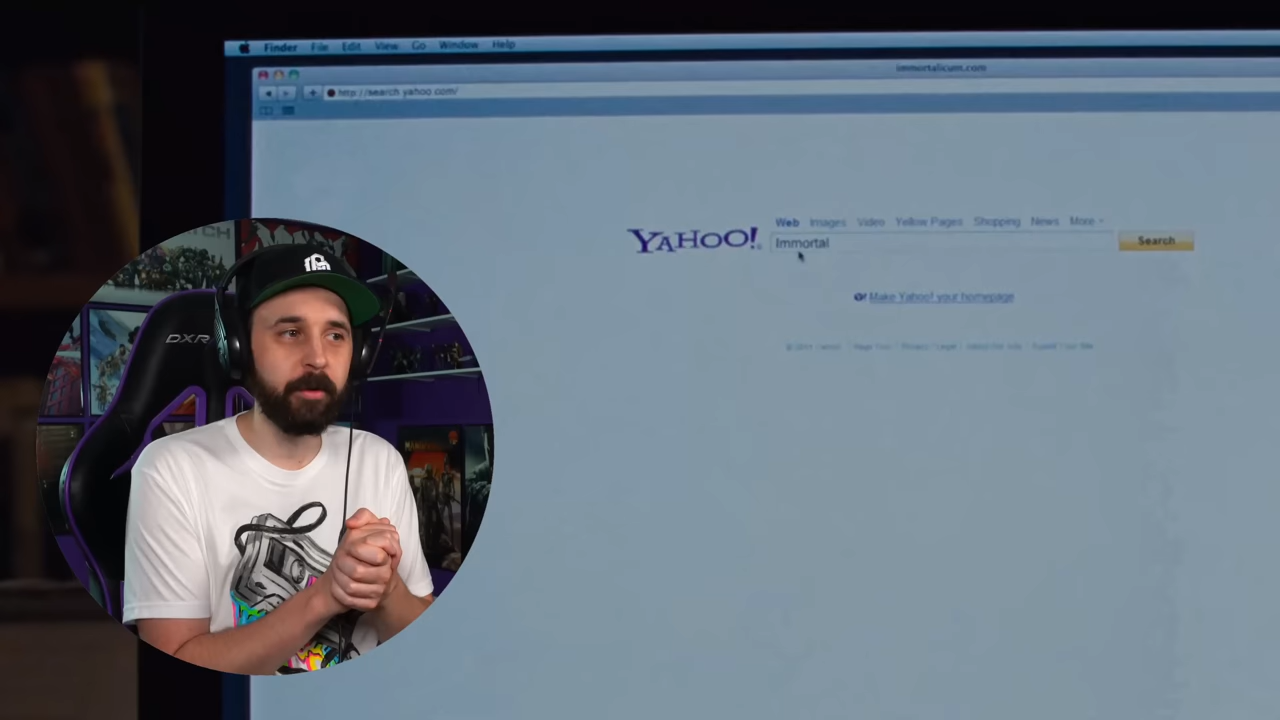 Finder File Edit View Go Window Help
immortalicum.com
http://search.yahoo.com/
Web Images Video Yellow Pages Shopping News More
YAHOO!
Immortal
Search
Y! Make Yahoo! your homepage
DXR